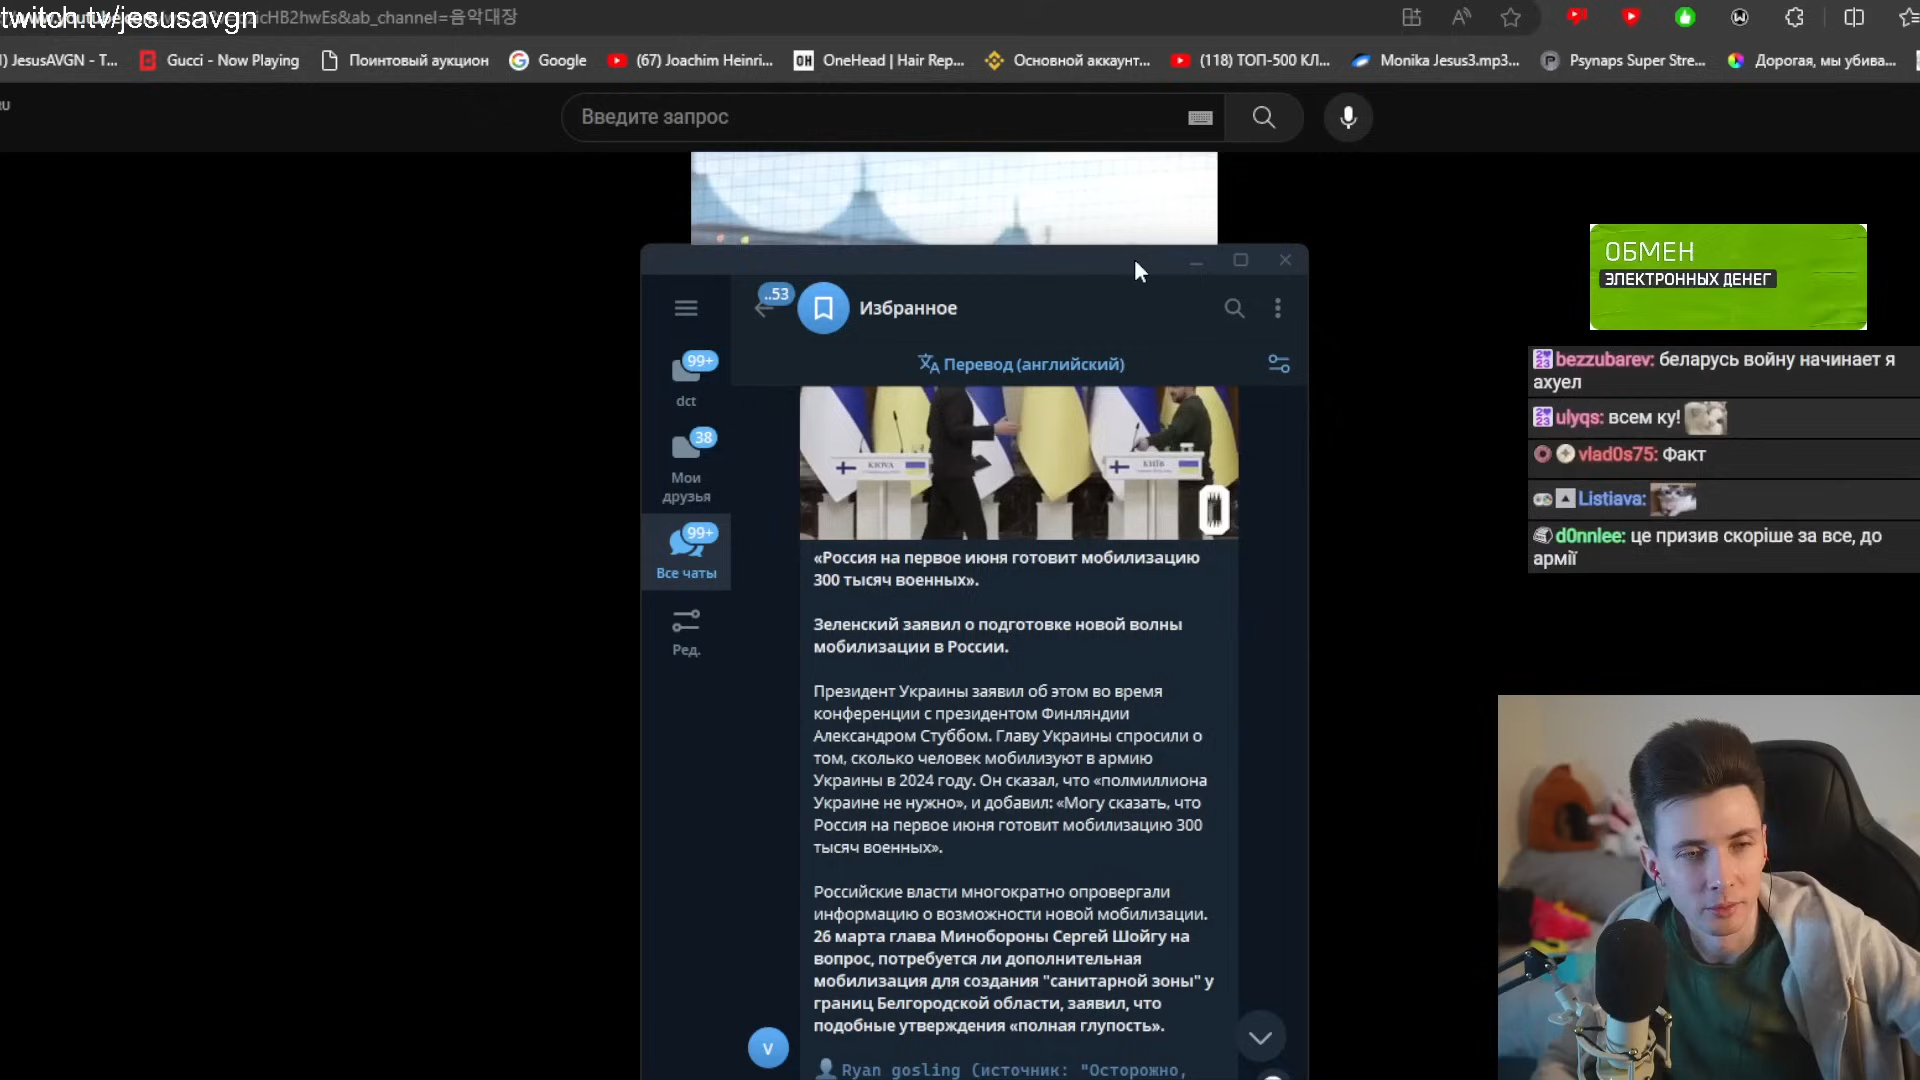 twitch.tv/jesusavgn
zicHB2hwEs&ab_channel=음악대장
) JesusAVGN - T...
Gucci - Now Playing
Поинтовый аукцион
Google
(67) Joachim Heinri...
OneHead | Hair Rep...
Основной аккаунт...
(118) ТОП-500 КЛ...
Monika Jesus3.mp3...
Psynaps Super Stre...
Дорогая, мы убива...
RU
Введите запрос
..53
Избранное
Перевод (английский)
99+
dct
38
Мои
друзья
99+
Все чаты
Ред.
KYIV
КИЇВ
«Россия на первое июня готовит мобилизацию
300 тысяч военных».
Зеленский заявил о подготовке новой волны
мобилизации в России.
Президент Украины заявил об этом во время
конференции с президентом Финляндии
Александром Стуббом. Главу Украины спросили о
том, сколько человек мобилизуют в армию
Украины в 2024 году. Он сказал, что «полмиллиона
Украине не нужно», и добавил: «Могу сказать, что
Россия на первое июня готовит мобилизацию 300
тысяч военных».
Российские власти многократно опровергали
информацию о возможности новой мобилизации.
26 марта глава Минобороны Сергей Шойгу на
вопрос, потребуется ли дополнительная
мобилизация для создания "санитарной зоны" у
границ Белгородской области, заявил, что
подобные утверждения «полная глупость».
V
Ryan gosling (источник: "Осторожно,
ОБМЕН
ЭЛЕКТРОННЫХ ДЕНЕГ
bezzubarev: беларусь войну начинает я
ахуел
ulyqs: всем ку!
vlad0s75: Факт
Listiava:
d0nnlee: це призив скоріше за все, до
армії